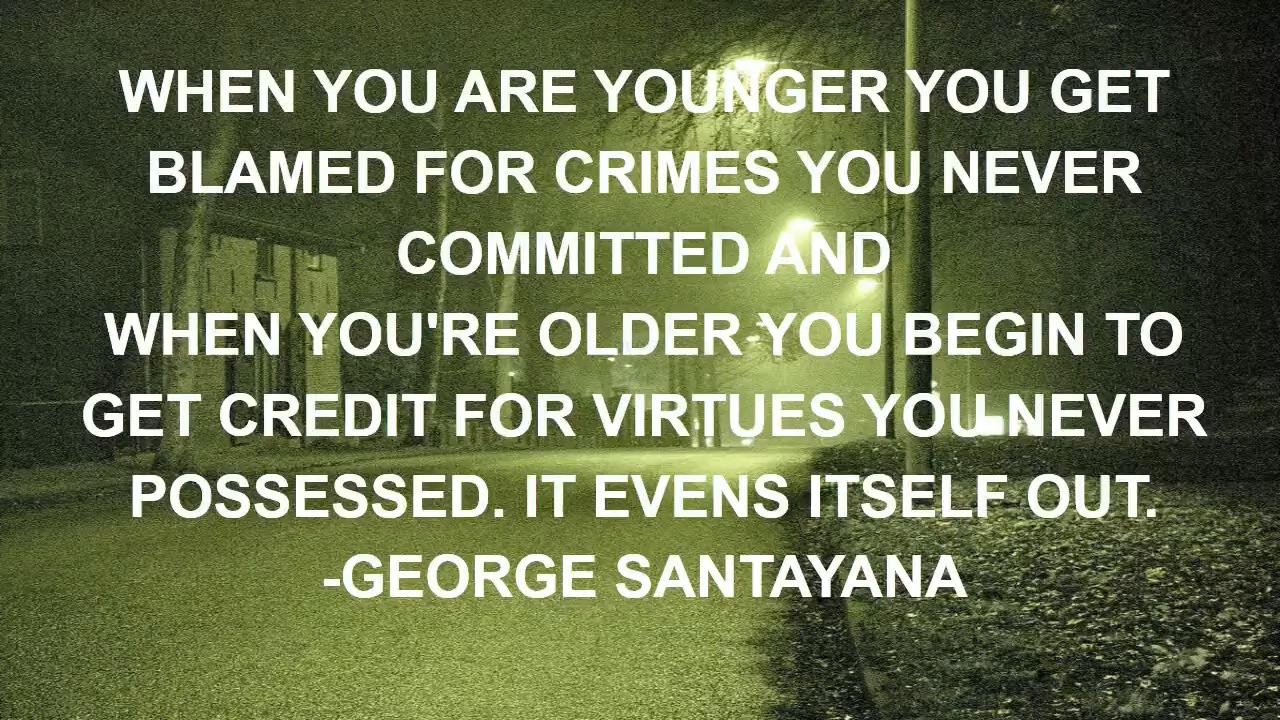 WHEN YOU ARE YOUNGER YOU GET
BLAMED FOR CRIMES YOU NEVER
COMMITTED AND
WHEN YOU'RE OLDER YOU BEGIN TO
GET CREDIT FOR VIRTUES YOU NEVER
POSSESSED. IT EVENS ITSELF OUT.
-GEORGE SANTAYANA